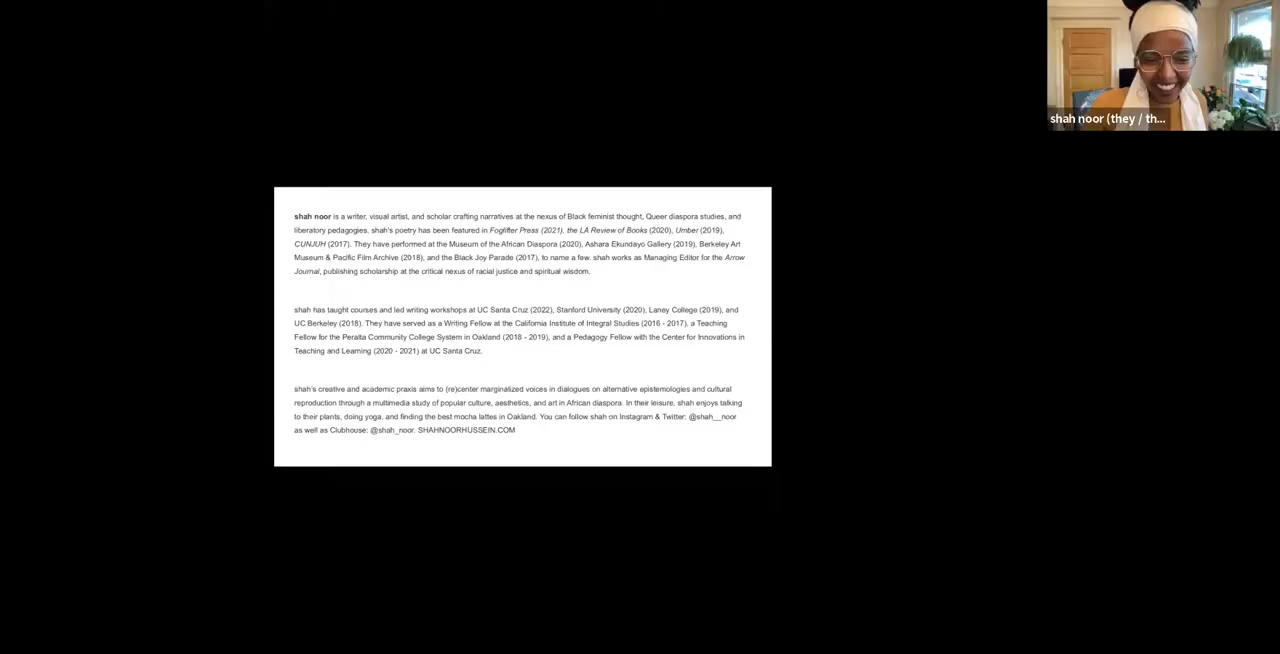 shah noor (they / th...
shah noor is a writer, visual artist, and scholar crafting narratives at the nexus of Black feminist thought, Queer diaspora studies, and
liberatory pedagogies. shah's poetry has been featured in Fogfifter Press (2021), the LA Review of Books (2020), Umber (2019),
CUNJUH (2017). They have performed at the Museum of the African Diaspora (2020), Ashara Ekundayo Gallery (2019), Berkeley Art
Museum & Pacific Film Archive (2018), and the Black Joy Parade (2017), to name a few. shah works as Managing Editor for the Arrow
Journal, publishing scholarship at the critical nexus of racial justice and spiritual wisdom.
shah has taught courses and led writing workshops at UC Santa Cruz (2022), Stanford University (2020), Laney College (2019), and
UC Berkeley (2018). They have served as a Writing Fellow at the California Institute of Integral Studies (2016 - 2017), a Teaching
Fellow for the Peralta Community College System in Oakland (2018 - 2019), and a Pedagogy Fellow with the Center for Innovations in
Teaching and Learning (2020 - 2021) at UC Santa Cruz.
shah's creative and academic praxis aims to (re)center marginalized voices in dialogues on alternative epistemologies and cultural
reproduction through a multimedia study of popular culture, aesthetics, and art in African diaspora. In their leisure, shah enjoys talking
to their plants, doing yoga, and finding the best mocha lattes in Oakland. You can follow shah on Instagram & Twitter: @shah__noor
as well as Clubhouse: @shah_noor. SHAHNOORHUSSEIN.COM